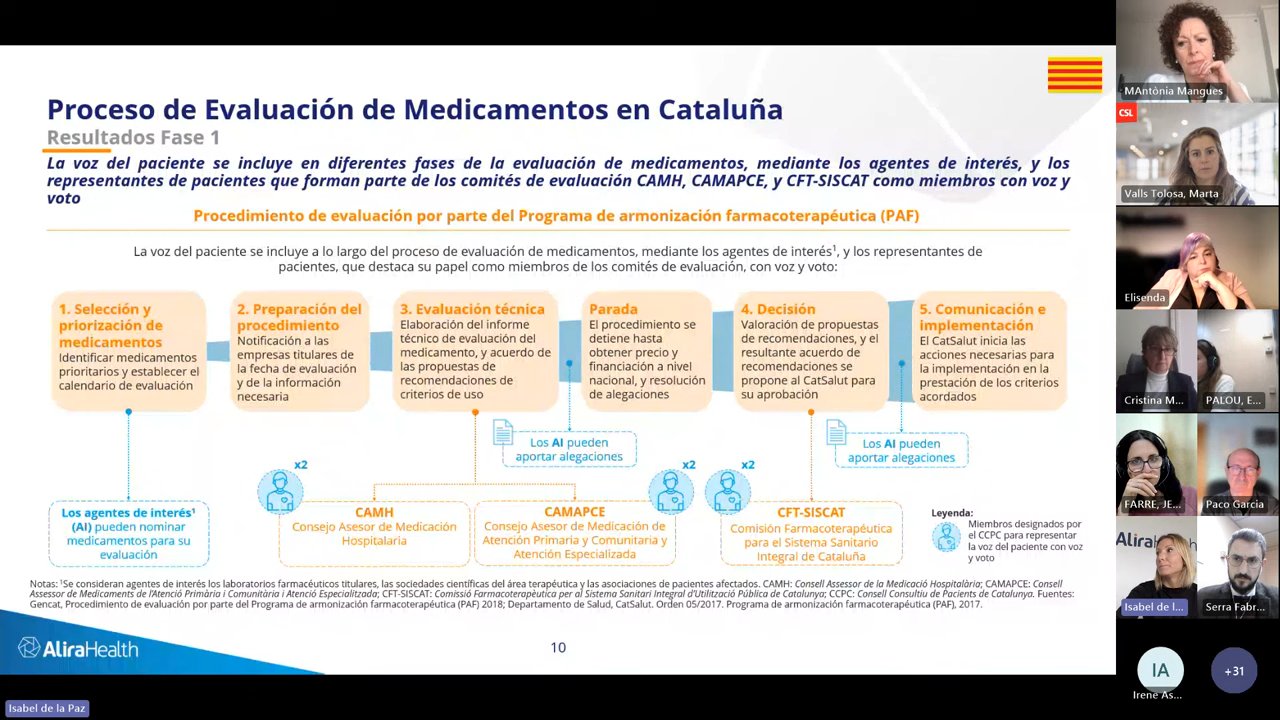 Proceso de Evaluación de Medicamentos en Cataluña
Resultados Fase 1
La voz del paciente se incluye en diferentes fases de la evaluación de medicamentos, mediante los agentes de interés, y los
representantes de pacientes que forman parte de los comités de evaluación CAMH, CAMAPCE, y CFT-SISCAT como miembros con voz y
voto
Procedimiento de evaluación por parte del Programa de armonización farmacoterapéutica (PAF)
La voz del paciente se incluye a lo largo del proceso de evaluación de medicamentos, mediante los agentes de interés¹, y los representantes de
pacientes, que destaca su papel como miembros de los comités de evaluación, con voz y voto:
1. Selección y
priorización de
medicamentos
Identificar medicamentos
prioritarios y establecer el
calendario de evaluación
2. Preparación del
procedimiento
Notificación a las
empresas titulares de
la fecha de evaluación
y de la información
necesaria
3. Evaluación técnica
Elaboración del informe
técnico de evaluación del
medicamento, y acuerdo de
las propuestas de
recomendaciones de
criterios de uso
Parada
El procedimiento se
detiene hasta
obtener precio y
financiación a nivel
nacional, y resolución
de alegaciones
4. Decisión
Valoración de propuestas
de recomendaciones, y el
resultante acuerdo de
recomendaciones se
propone al CatSalut para
su aprobación
5. Comunicación e
implementación
El CatSalut inicia las
acciones necesarias para
la implementación en la
prestación de los criterios
acordados
Los AI pueden
aportar alegaciones
Los AI pueden
aportar alegaciones
x2
x2
x2
Los agentes de interés¹
(AI) pueden nominar
medicamentos para su
evaluación
CAMH
Consejo Asesor de Medicación
Hospitalaria
CAMAPCE
Consejo Asesor de Medicación de
Atención Primaria y Comunitaria y
Atención Especializada
CFT-SISCAT
Comisión Farmacoterapéutica
para el Sistema Sanitario
Integral de Cataluña
Leyenda:
Miembros designados por
el CCPC para representar
la voz del paciente con voz
y voto
Notas: ¹Se consideran agentes de interés los laboratorios farmacéuticos titulares, las sociedades científicas del área terapéutica y las asociaciones de pacientes afectados. CAMH: Consell Assessor de la Medicació Hospitalària; CAMAPCE: Consell
Assessor de Medicaments de l'Atenció Primària i Comunitària i Atenció Especialitzada; CFT-SISCAT: Comissió Farmacoterapèutica per al Sistema Sanitari Integral d'Utilització Pública de Catalunya; CCPC: Consell Consultiu de Pacients de Catalunya. Fuentes:
Gencat, Procedimiento de evaluación por parte del Programa de armonización farmacoterapéutica (PAF) 2018; Departamento de Salud, CatSalut. Orden 05/2017. Programa de armonización farmacoterapéutica (PAF), 2017.
AliraHealth
10
Isabel de la Paz
MAntònia Mangues
CSL
Valls Tolosa, Marta
Elisenda
Cristina M...
PALOU, E...
FARRE, JE...
Paco Garcia
AliraH
Isabel de l...
Serra Fabr...
IA
Irene As...
+31